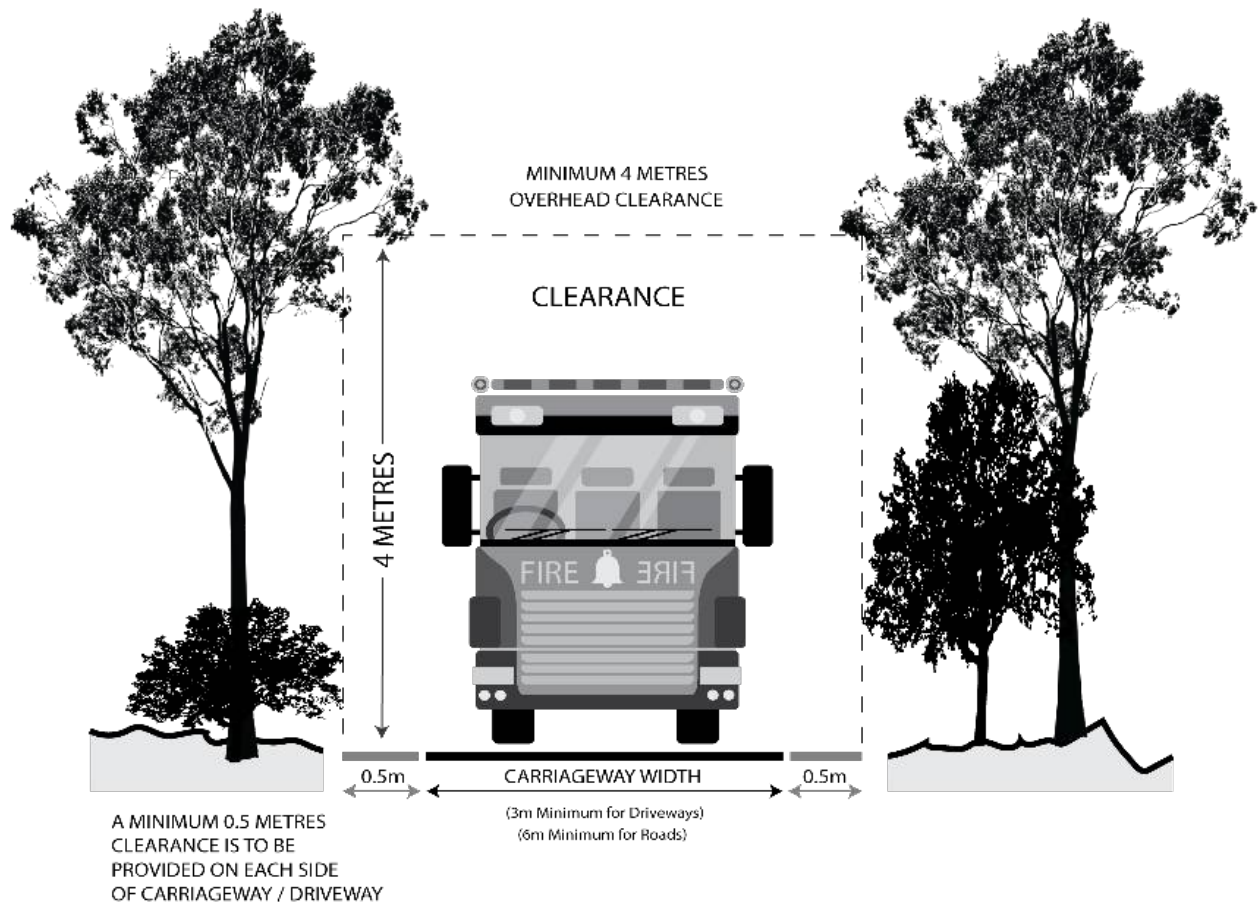 MINIMUM 4 METRES
OVERHEAD CLEARANCE
CLEARANCE
4 METRES
FIRE FIRE
0.5m
CARRIAGEWAY WIDTH
0.5m
(3m Minimum for Driveways)
(6m Minimum for Roads)
A MINIMUM 0.5 METRES
CLEARANCE IS TO BE
PROVIDED ON EACH SIDE
OF CARRIAGEWAY / DRIVEWAY